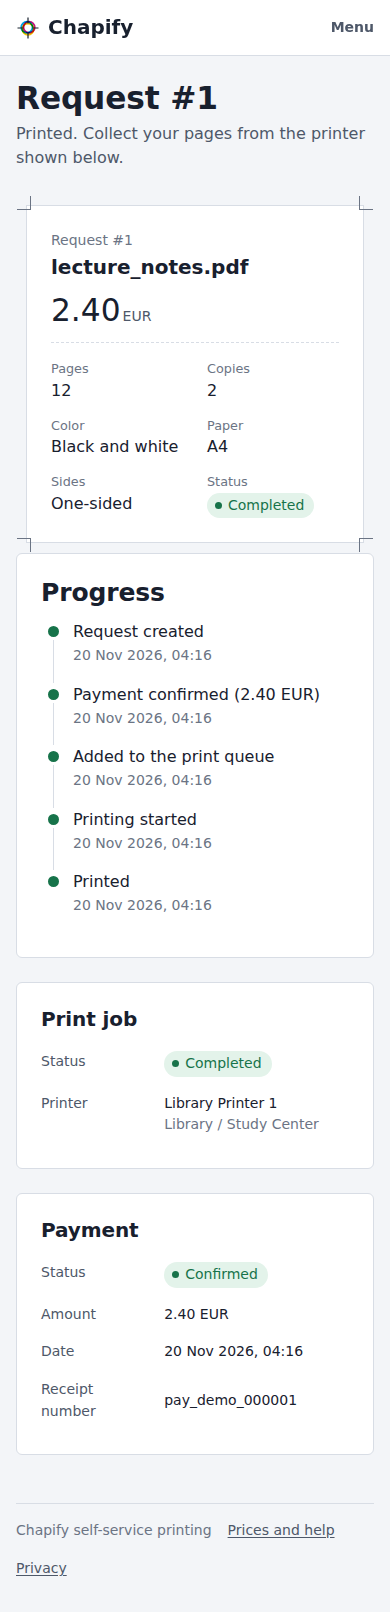 Chapify
Menu
Request #1
Printed. Collect your pages from the printer
shown below.
Request #1
lecture_notes.pdf
2.40 EUR
Pages
12
Copies
2
Color
Black and white
Paper
A4
Sides
One-sided
Status
Completed
Progress
Request created
20 Nov 2026, 04:16
Payment confirmed (2.40 EUR)
20 Nov 2026, 04:16
Added to the print queue
20 Nov 2026, 04:16
Printing started
20 Nov 2026, 04:16
Printed
20 Nov 2026, 04:16
Print job
Status
Completed
Printer
Library Printer 1
Library / Study Center
Payment
Status
Confirmed
Amount
2.40 EUR
Date
20 Nov 2026, 04:16
Receipt
number
pay_demo_000001
Chapify self-service printing
Prices and help
Privacy